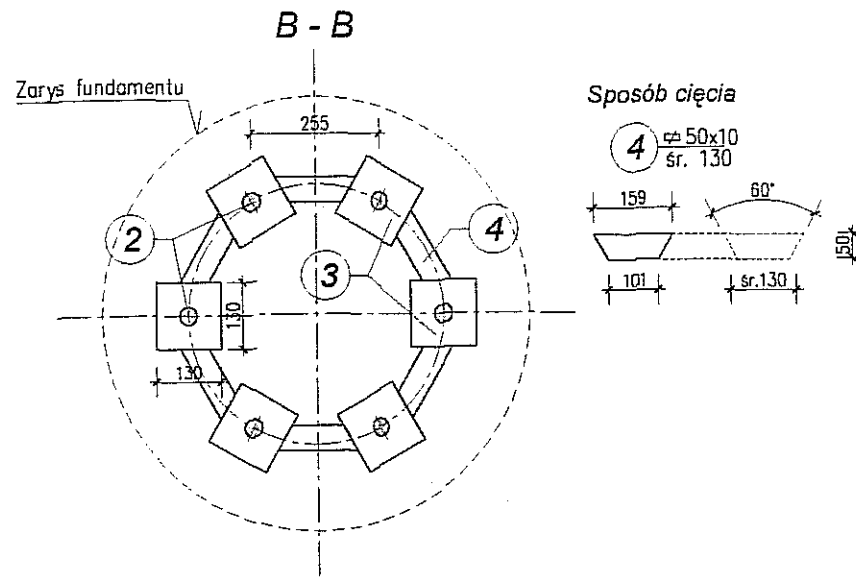 B - B
Zarys fundamentu
255
2
4
3
130
130
Sposób cięcia
4 50x10
śr. 130
159
60°
50
101
śr.130